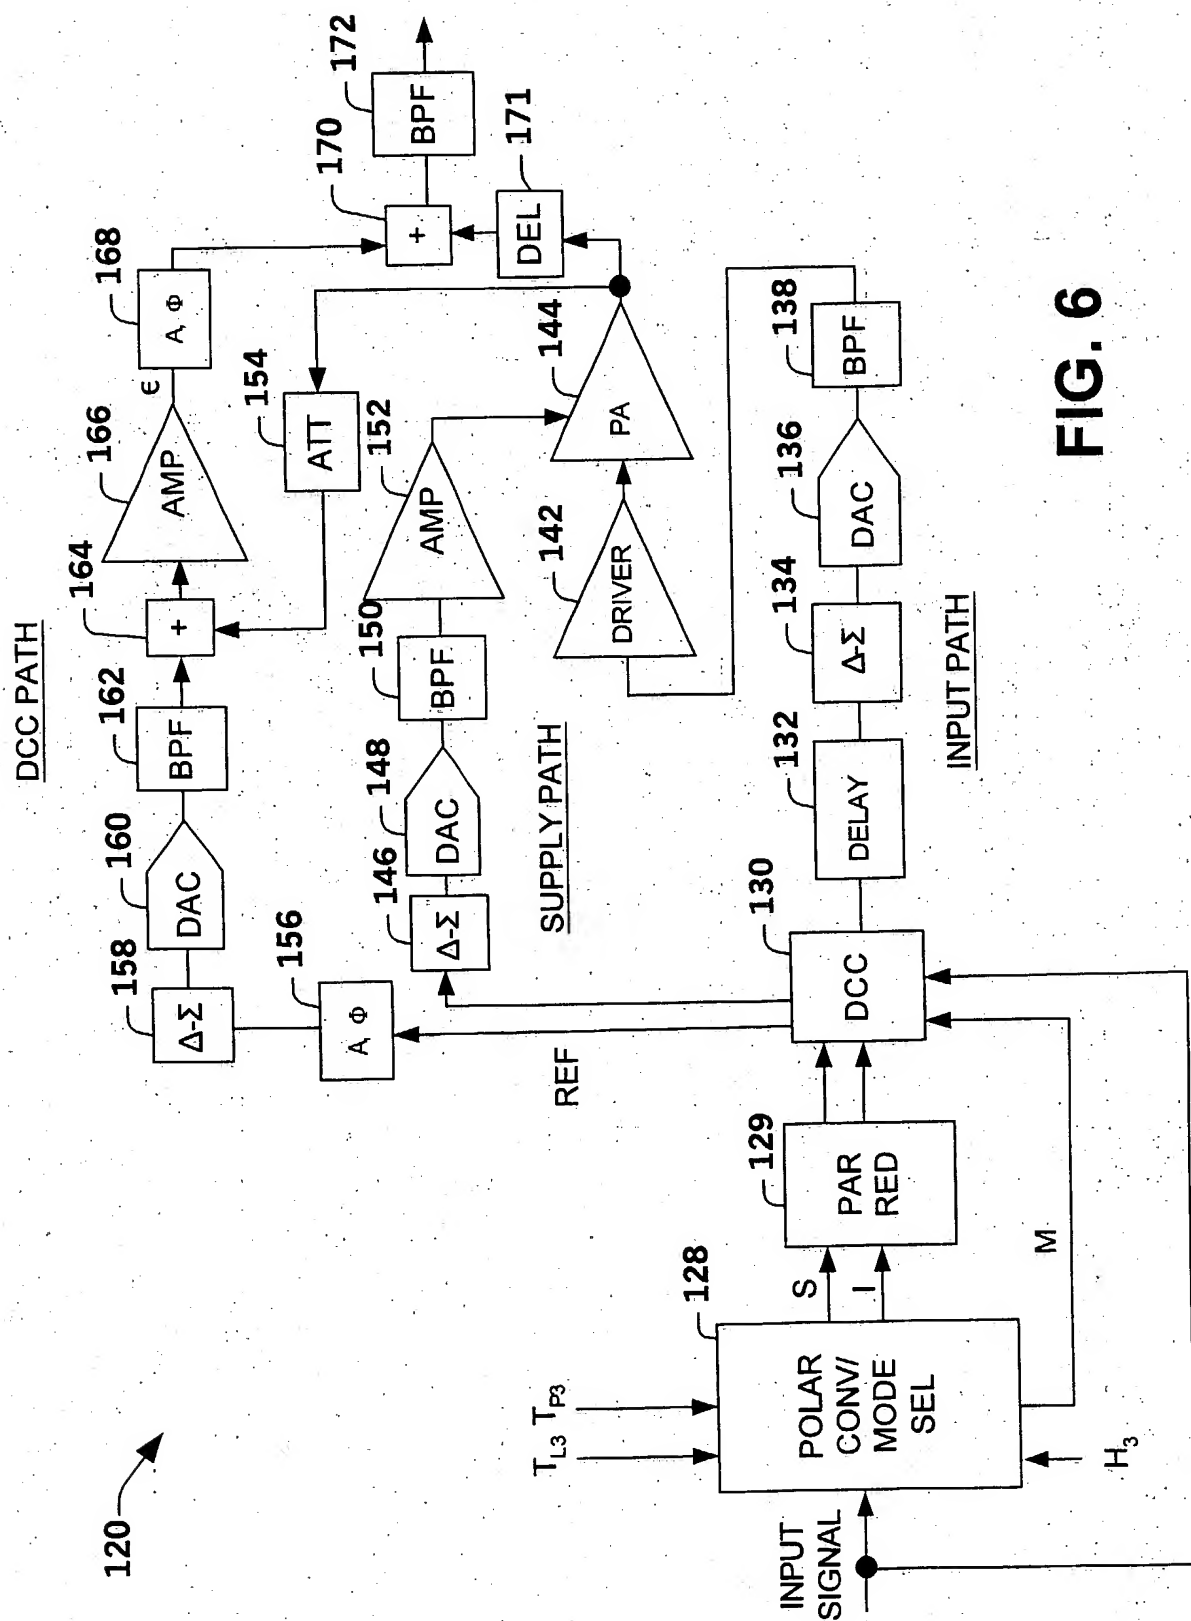 120
INPUT
SIGNAL
T_L3
T_P3
H_3
128
POLAR
CONV/
MODE
SEL
S
I
M
129
PAR
RED
130
DCC
REF
132
DELAY
134
Δ-Σ
136
DAC
138
BPF
INPUT PATH
142
DRIVER
144
PA
146
Δ-Σ
148
DAC
150
BPF
152
AMP
SUPPLY PATH
154
ATT
156
A, Φ
158
Δ-Σ
160
DAC
162
BPF
DCC PATH
164
+
166
AMP
ϵ
168
A, Φ
170
+
171
DEL
172
BPF
FIG. 6